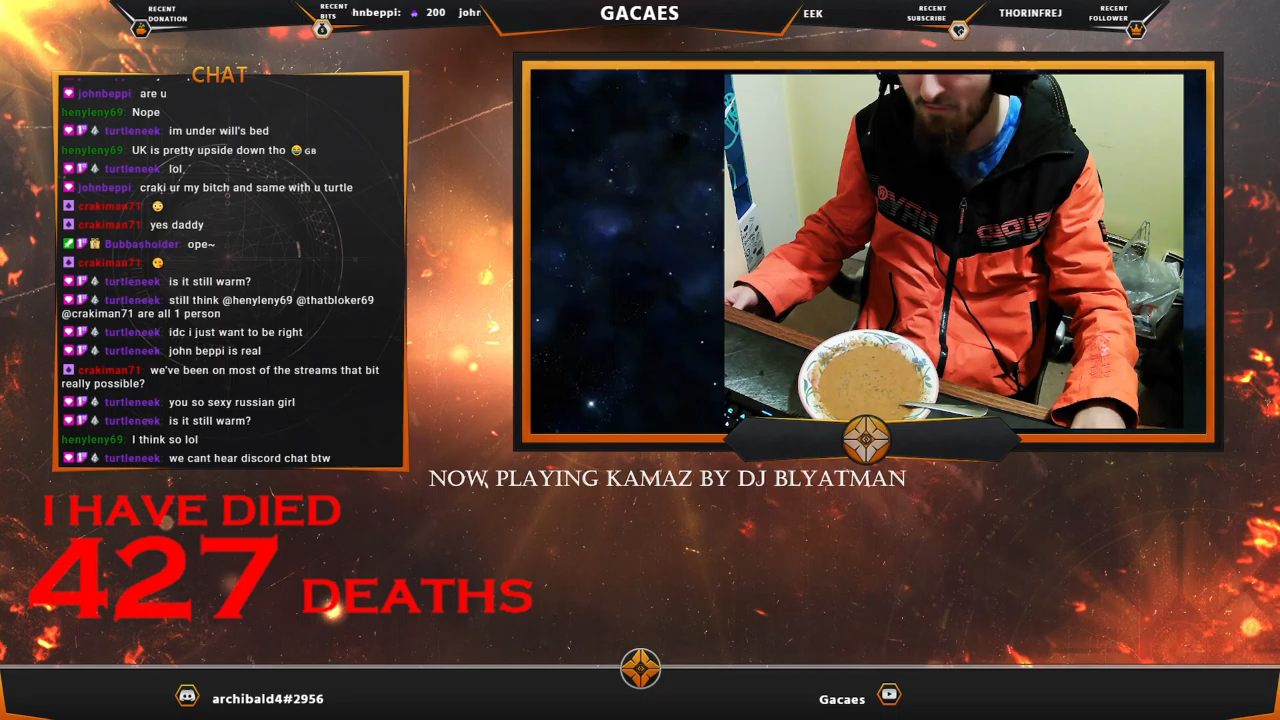 RECENT
DONATION
RECENT
BITS
hnbeppi: 200 john
GACAES
EEK
RECENT
SUBSCRIBE
THORINFREJ
RECENT
FOLLOWER
CHAT
johnbeppi: are u
henyleny69: Nope
turtleneek: im under will's bed
henyleny69: UK is pretty upside down tho 😂 GB
turtleneek: lol,
johnbeppi: craki ur my bitch and same with u turtle
crakiman71: 😳
crakiman71: yes daddy
Bubbasholder: ope~
crakiman71: 😘
turtleneek: is it still warm?
turtleneek: still think @henyleny69 @thatbloker69
@crakiman71 are all 1 person
turtleneek: idc i just want to be right
turtleneek: john beppi is real
crakiman71: we've been on most of the streams that bit
really possible?
turtleneek: you so sexy russian girl
turtleneek: is it still warm?
henyleny69: I think so lol
turtleneek: we cant hear discord chat btw
NOW PLAYING KAMAZ BY DJ BLYATMAN
I HAVE DIED
427 DEATHS
archibald4#2956
Gacaes